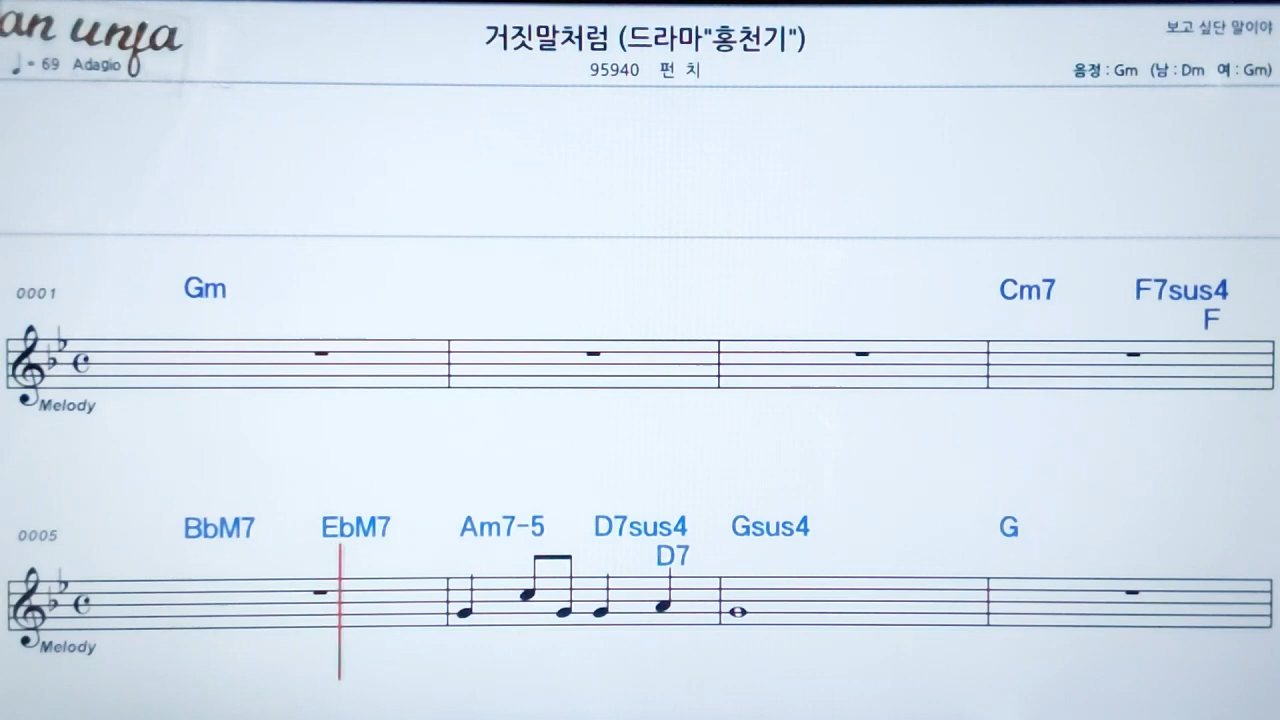 거짓말처럼 (드라마"홍천기")
보고 싶단 말이야
♩= 69 Adagio
95940 펀 치
음정 : Gm (남 : Dm 여 : Gm)
0001 Gm Cm7 F7sus4
F
Melody
0005 BbM7 EbM7 Am7-5 D7sus4 Gsus4 G
D7
Melody